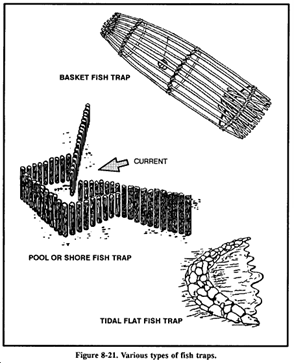 BASKET FISH TRAP
CURRENT
POOL OR SHORE FISH TRAP
TIDAL FLAT FISH TRAP
Figure 8-21. Various types of fish traps.